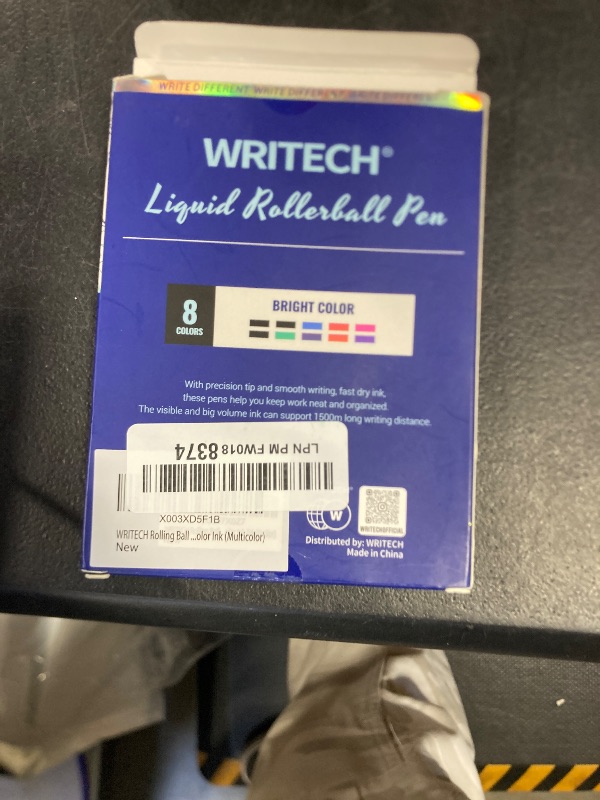 WRITE DIFFERENT WRITE DIFFERENT WRITE DIFFERENT
WRITECH®
Liquid Rollerball Pen
8
COLORS
BRIGHT COLOR
With precision tip and smooth writing, fast dry ink,
these pens help you keep work neat and organized.
The visible and big volume ink can support 1500m long writing distance.
LPN PM FW018 8374
X003XD5F1B
WRITECH Rolling Ball ...olor Ink (Multicolor)
New
W
WRITECHOFFICIAL
Distributed by: WRITECH
Made in China